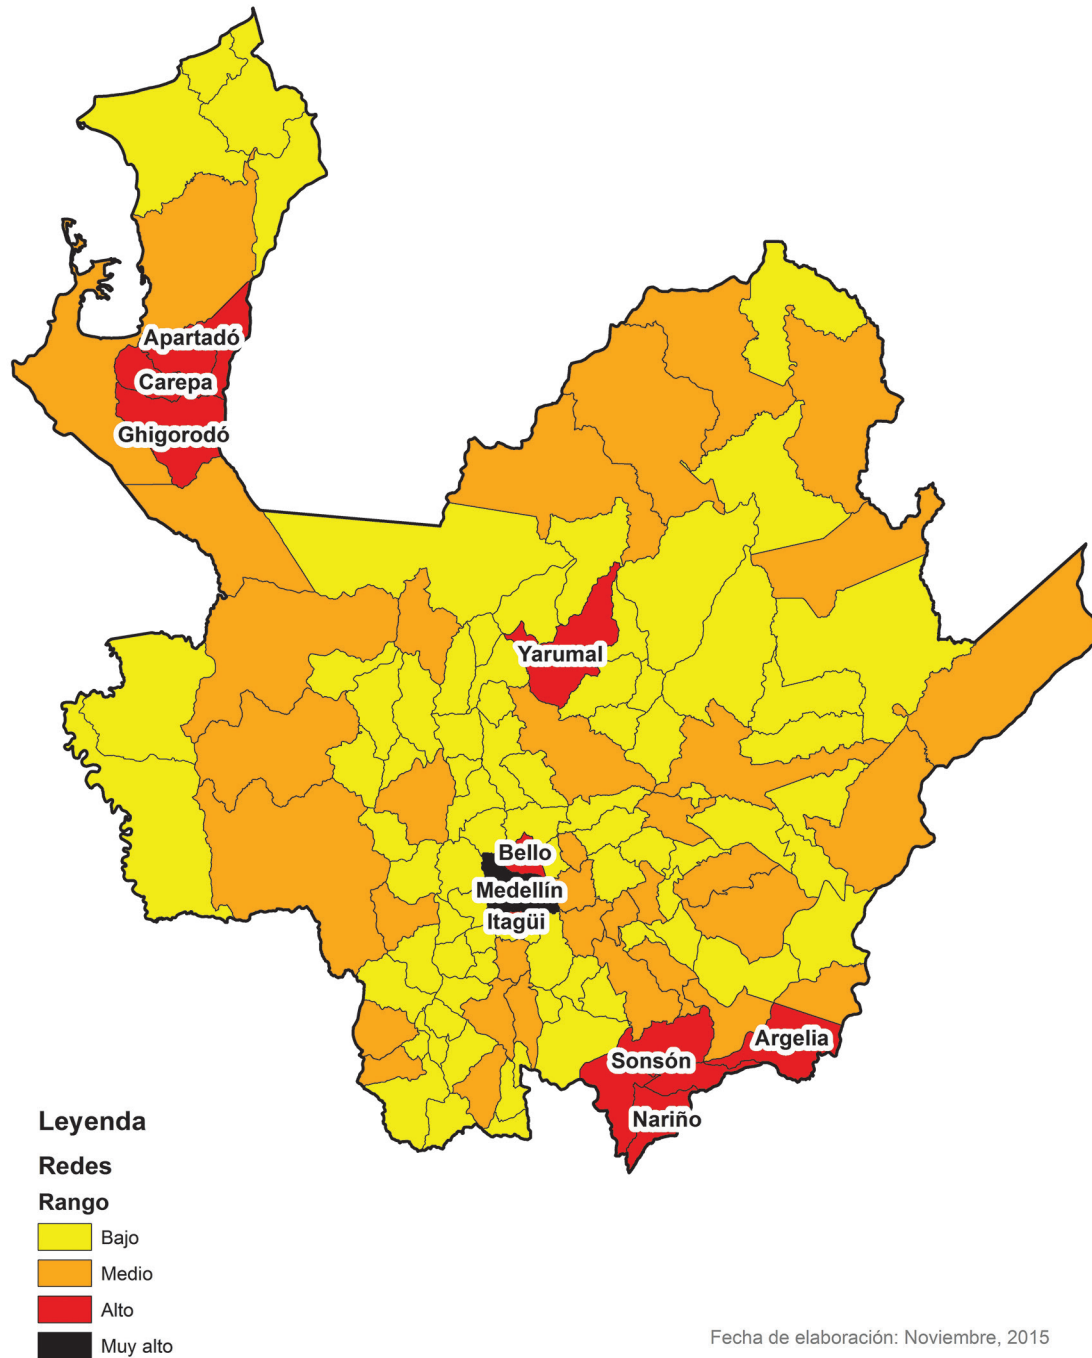 Apartadó
Carepa
Ghigorodó
Yarumal
Bello
Medellín
Itagüi
Argelia
Sonsón
Nariño
Leyenda
Redes
Rango
Bajo
Medio
Alto
Muy alto
Fecha de elaboración: Noviembre, 2015